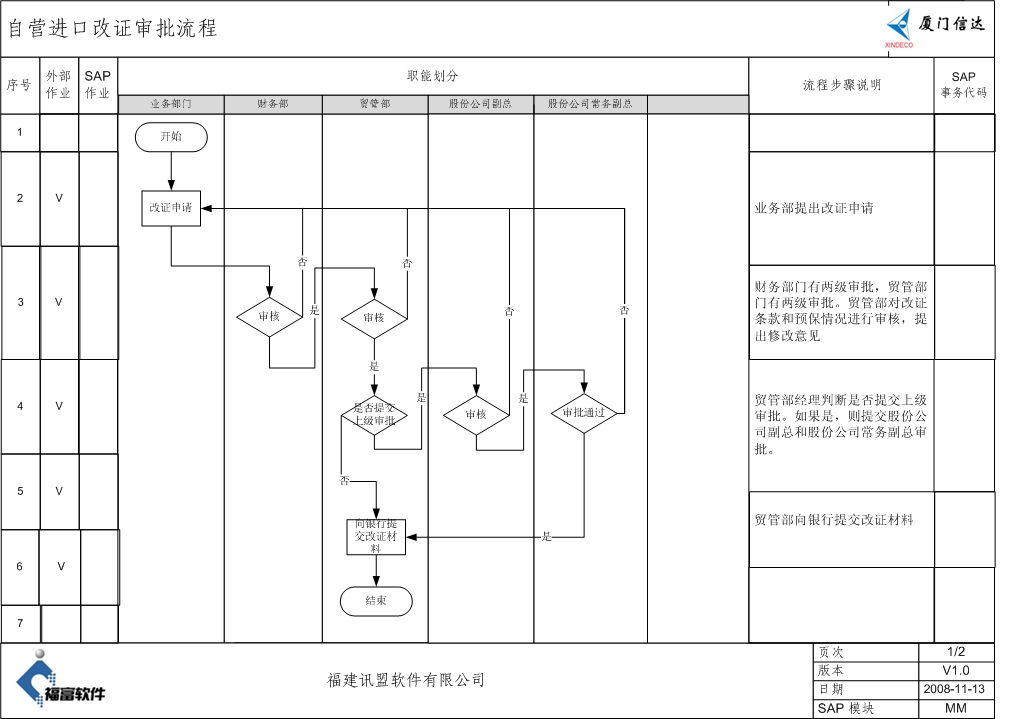 自营进口改证审批流程
厦门信达
XINDECO
序号
外部作业
SAP作业
职能划分
流程步骤说明
SAP
事务代码
业务部门
财务部
贸管部
股份公司副总
股份公司常务副总
1
开始
2
V
改证申请
业务部提出改证申请
否
否
否
否
3
V
审核
是
审核
财务部门有两级审批，贸管部
门有两级审批。贸管部对改证
条款和预保情况进行审核，提
出修改意见
是
4
V
是否提交
上级审批
是
审核
是
审批通过
贸管部经理判断是否提交上级
审批。如果是，则提交股份公
司副总和股份公司常务副总审
批。
5
V
否
向银行提
交改证材
料
是
贸管部向银行提交改证材料
6
V
结束
7
福富软件
福建讯盟软件有限公司
页次
1/2
版本
V1.0
日期
2008-11-13
SAP 模块
MM